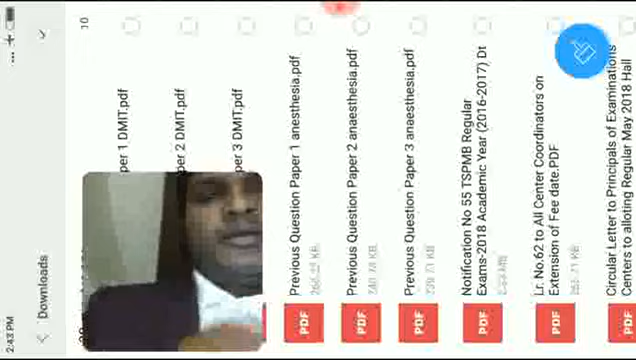 2:43 PM
Downloads
10
per 1 DMIT.pdf
per 2 DMIT.pdf
per 3 DMIT.pdf
Previous Question Paper 1 anesthesia.pdf
PDF
Previous Question Paper 2 anaesthesia.pdf
PDF
Previous Question Paper 3 anaesthesia.pdf
PDF
Notification No 55 TSPMB Regular
Exams-2018 Academic Year (2016-2017) Dt
PDF
Lr. No.62 to All Center Coordinators on
Extension of Fee date.PDF
PDF
Circular Letter to Principals of Examinations
Centers to alloting Regular May 2018 Hall
PDF